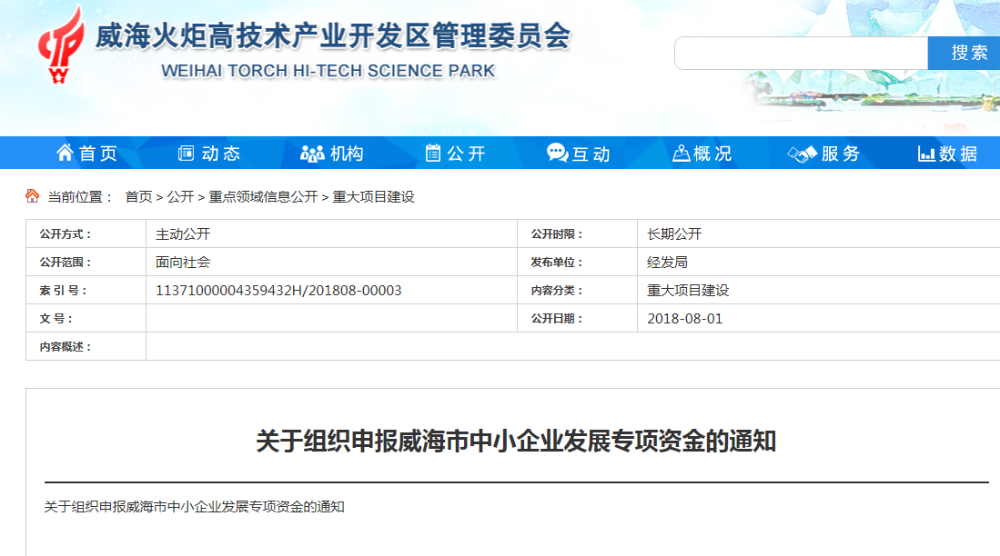 威海火炬高技术产业开发区管理委员会
WEIHAI TORCH HI-TECH SCIENCE PARK
搜索
首页 动态 机构 公开 互动 概况 服务 数据
当前位置： 首页 > 公开 > 重点领域信息公开 > 重大项目建设
公开方式： 主动公开 公开时限： 长期公开
公开范围： 面向社会 发布单位： 经发局
索 引 号： 11371000004359432H/201808-00003 内容分类： 重大项目建设
文 号： 公开日期： 2018-08-01
内容概述：
关于组织申报威海市中小企业发展专项资金的通知
关于组织申报威海市中小企业发展专项资金的通知